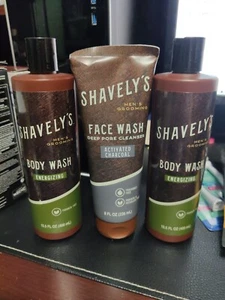 SHAVELY'S
MEN'S
GROOMING
BODY WASH
ENERGIZING
SHAVELY'S
MEN'S
GROOMING
FACE WASH
DEEP PORE CLEANSER
ACTIVATED
CHARCOAL
SHAVELY'S
MEN'S
GROOMING
BODY WASH
ENERGIZING